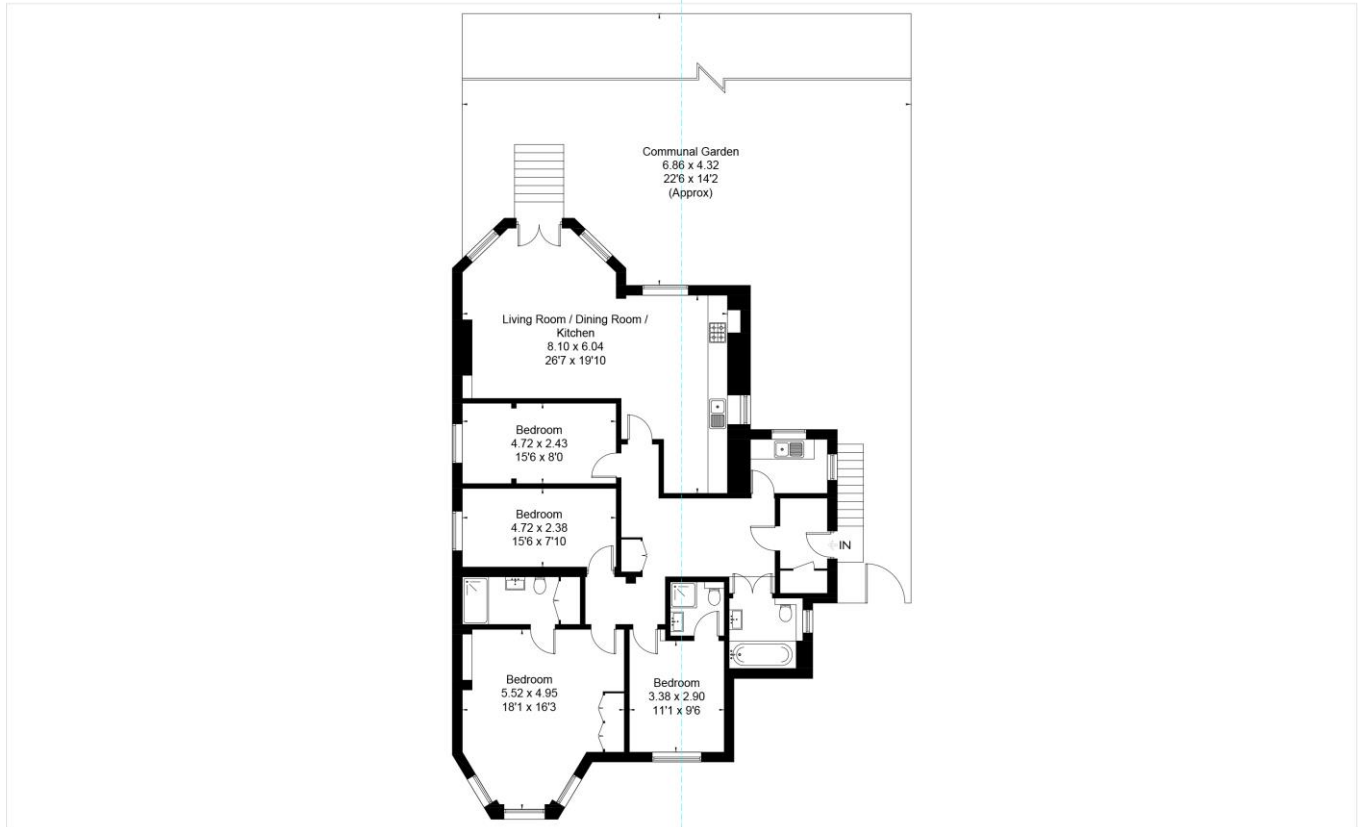 Communal Garden
6.86 x 4.32
22'6 x 14'2
(Approx)
Living Room / Dining Room /
Kitchen
8.10 x 6.04
26'7 x 19'10
Bedroom
4.72 x 2.43
15'6 x 8'0
Bedroom
4.72 x 2.38
15'6 x 7'10
IN
Bedroom
5.52 x 4.95
18'1 x 16'3
Bedroom
3.38 x 2.90
11'1 x 9'6